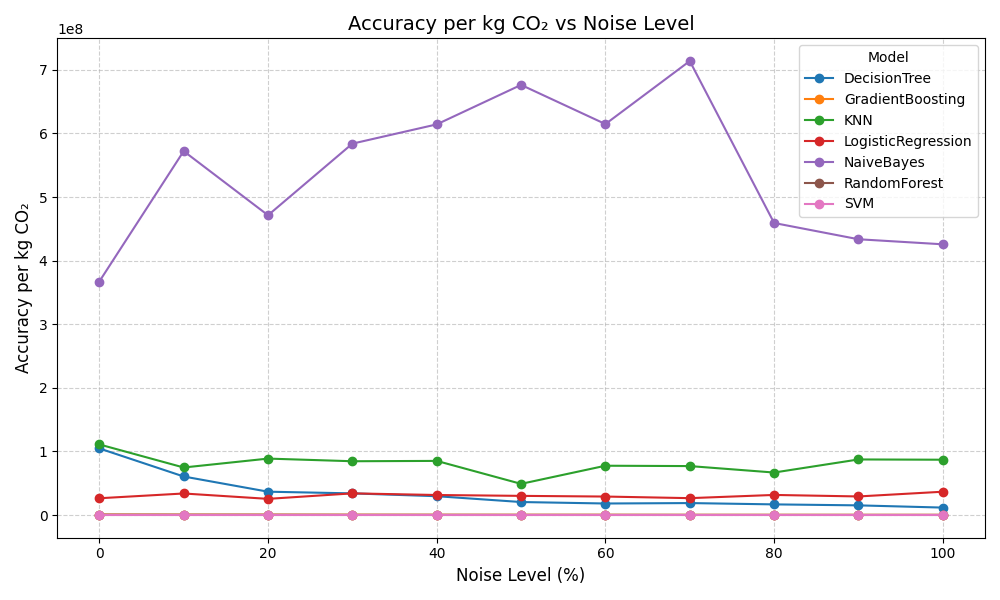 Accuracy per kg CO₂ vs Noise Level
1e8
7
6
5
4
3
2
1
0
Accuracy per kg CO₂
0 20 40 60 80 100
Noise Level (%)
Model
DecisionTree
GradientBoosting
KNN
LogisticRegression
NaiveBayes
RandomForest
SVM